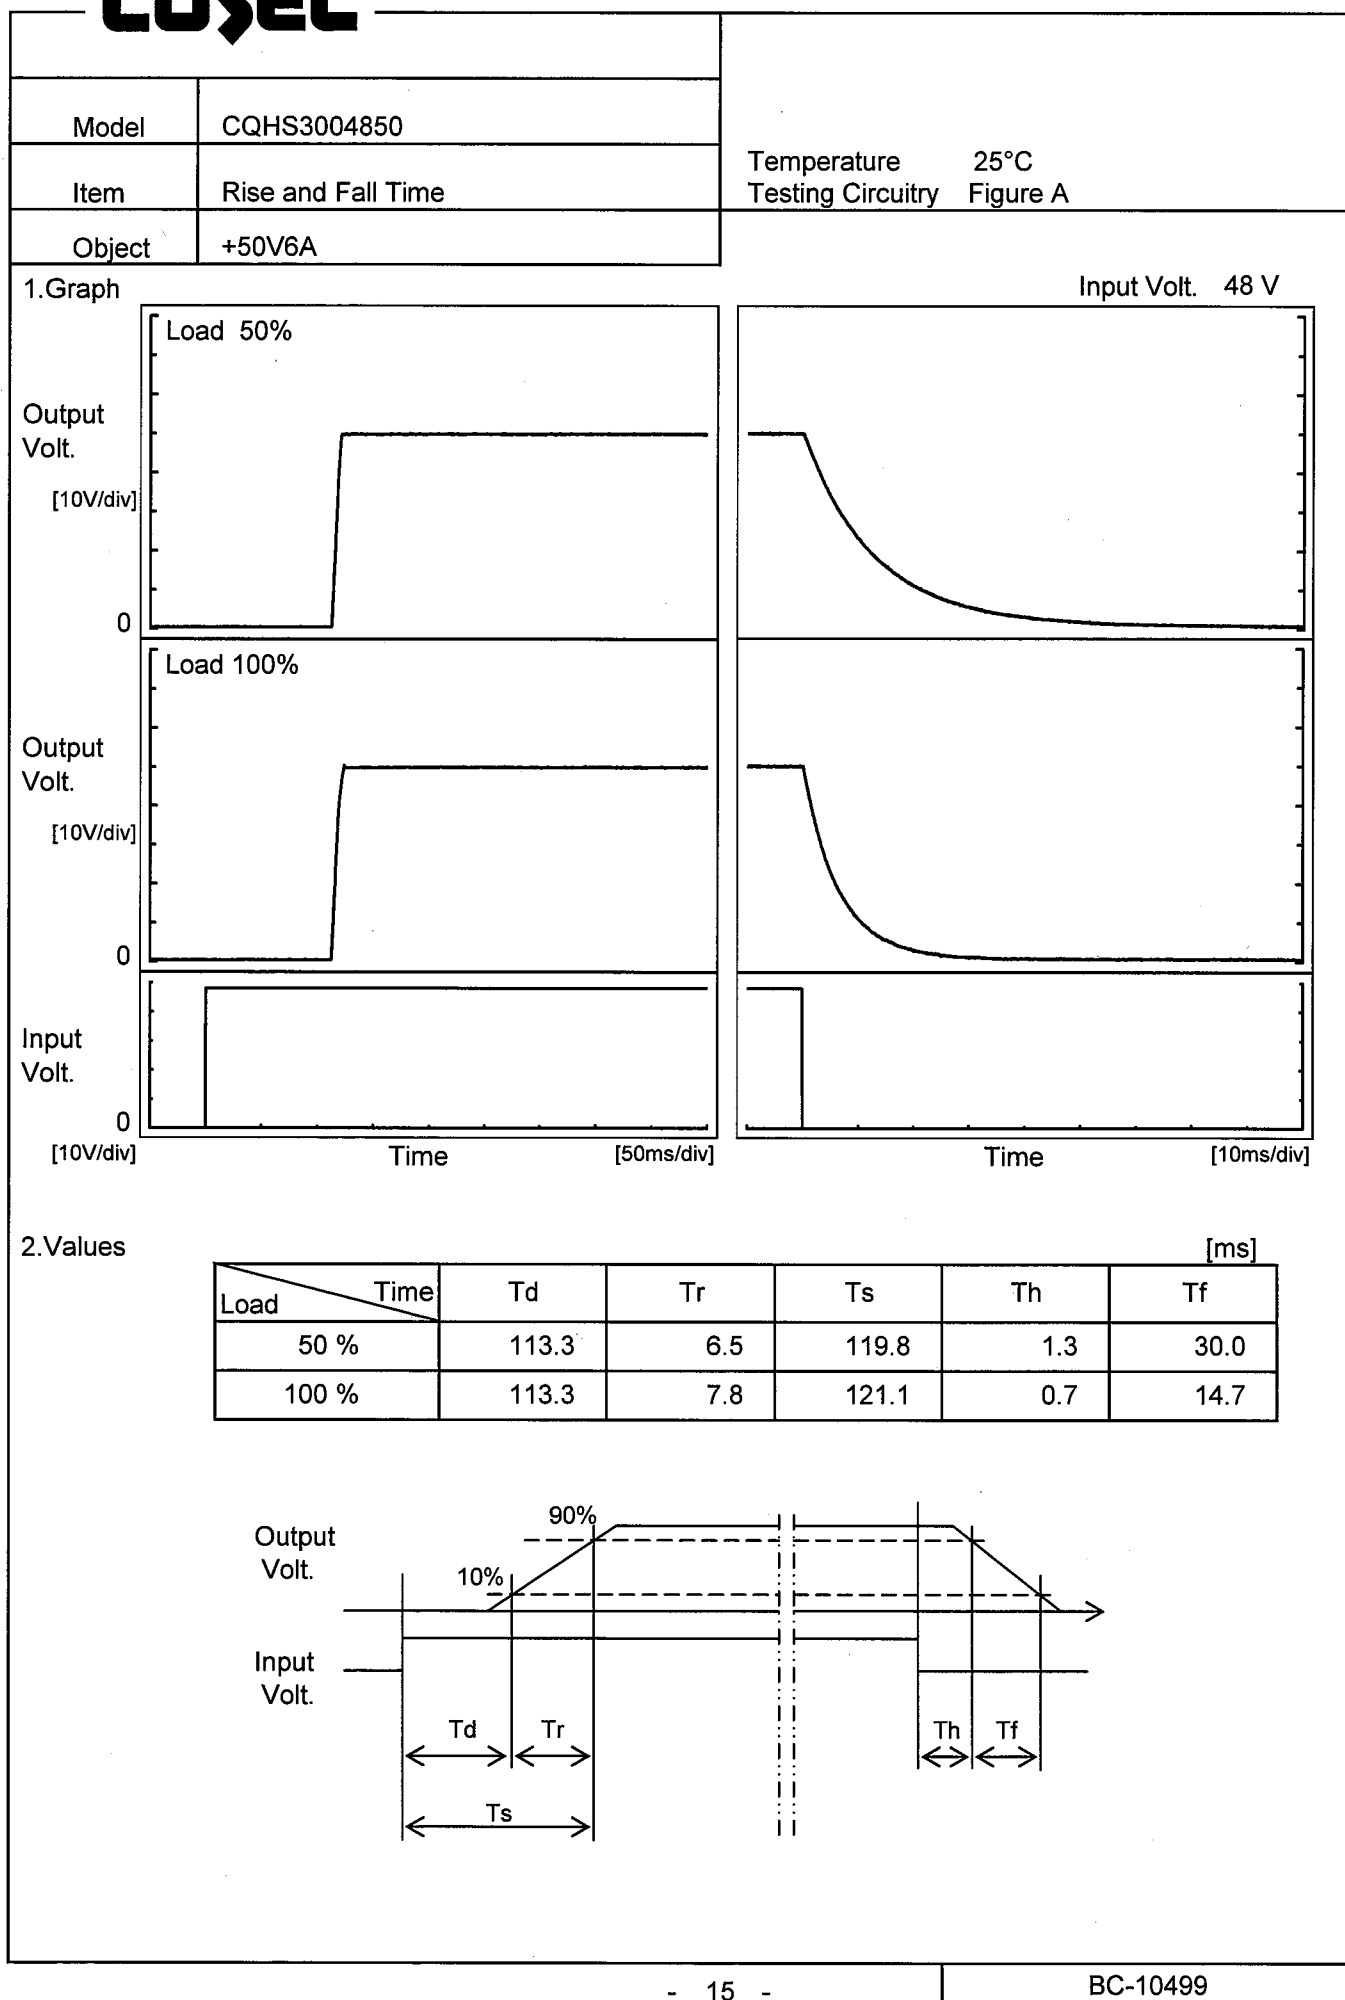 COSEL
Model CQHS3004850
Temperature 25°C
Item Rise and Fall Time
Testing Circuitry Figure A
Object +50V6A
1.Graph
Input Volt. 48 V
Load 50%
Output
Volt.
[10V/div]
0
Load 100%
Output
Volt.
[10V/div]
0
Input
Volt.
0
[10V/div]
Time
[50ms/div]
Time
[10ms/div]
2.Values
[ms]
Load Time Td Tr Ts Th Tf
50 % 113.3 6.5 119.8 1.3 30.0
100 % 113.3 7.8 121.1 0.7 14.7
90%
Output
Volt.
10%
Input
Volt.
Td Tr Th Tf
Ts
- 15 -
BC-10499